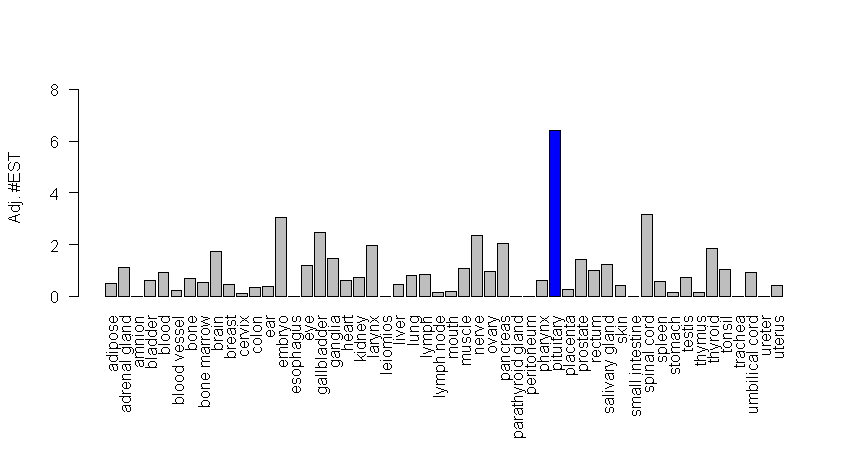 Adj. #EST
8
6
4
2
0
adipose
adrenal gland
amnion
bladder
blood
blood vessel
bone
bone marrow
brain
breast
cervix
colon
ear
embryo
esophagus
eye
gallbladder
ganglia
heart
kidney
larynx
leiomios
liver
lung
lymph
lymph node
mouth
muscle
nerve
ovary
pancreas
parathyroid gland
peritoneum
pharynx
pituitary
placenta
prostate
rectum
salivary gland
skin
small intestine
spinal cord
spleen
stomach
testis
thymus
thyroid
tonsil
trachea
umbilical cord
ureter
uterus